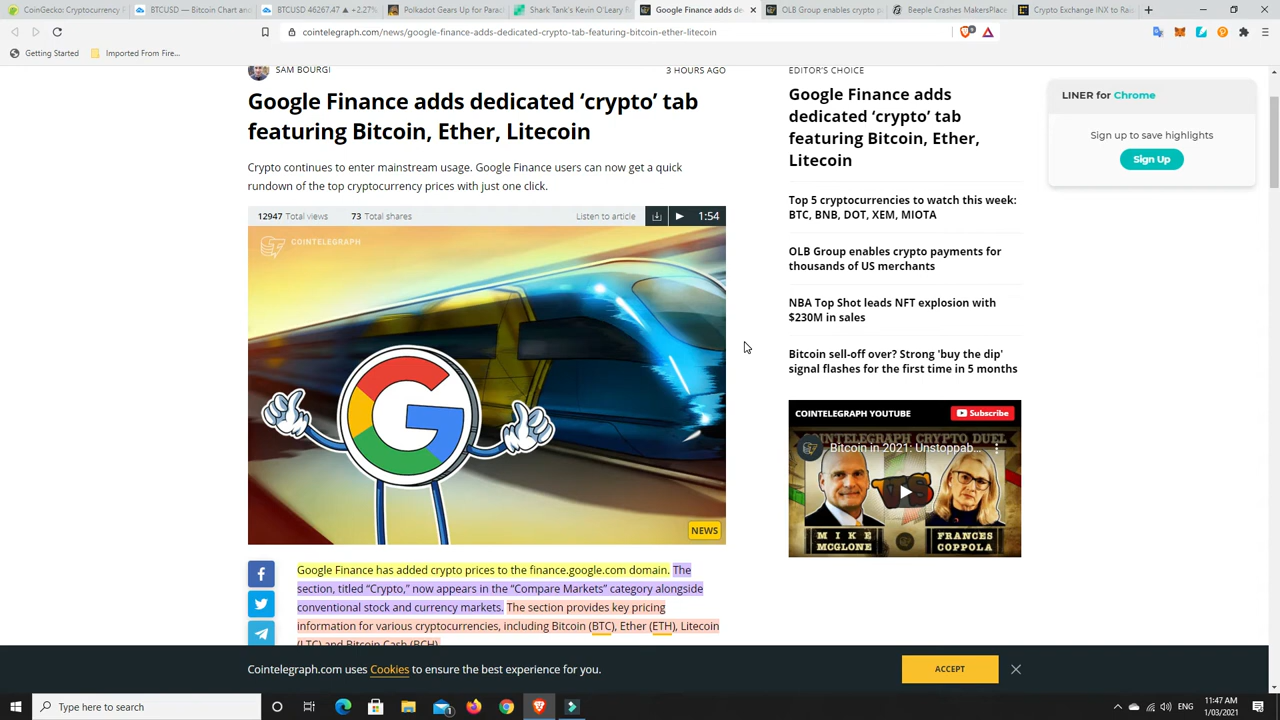 CoinGecko: Cryptocu
BTCUSD — Bitcoin Chart an
BTCUSD 46267.47 ▲ +2.27%
Polkadot Gears Up for Parac
Shark Tank's Kevin O'Leary R
Google Finance adds de
OLB Group enables crypto p
Beeple Crashes MakersPlace
Crypto Exchange INX to Rai
cointelegraph.com/news/google-finance-adds-dedicated-crypto-tab-featuring-bitcoin-ether-litecoin
Getting Started
Imported From Fire...
SAM BOURGI
3 HOURS AGO
Google Finance adds dedicated ‘crypto’ tab
featuring Bitcoin, Ether, Litecoin
Crypto continues to enter mainstream usage. Google Finance users can now get a quick
rundown of the top cryptocurrency prices with just one click.
12947 Total views
73 Total shares
Listen to article
1:54
COINTELEGRAPH
NEWS
Google Finance has added crypto prices to the finance.google.com domain. The
section, titled “Crypto,” now appears in the “Compare Markets” category alongside
conventional stock and currency markets. The section provides key pricing
information for various cryptocurrencies, including Bitcoin (BTC), Ether (ETH), Litecoin
(LTC) and Bitcoin Cash (BCH).
EDITOR'S CHOICE
Google Finance adds
dedicated ‘crypto’ tab
featuring Bitcoin, Ether,
Litecoin
Top 5 cryptocurrencies to watch this week:
BTC, BNB, DOT, XEM, MIOTA
OLB Group enables crypto payments for
thousands of US merchants
NBA Top Shot leads NFT explosion with
$230M in sales
Bitcoin sell-off over? Strong 'buy the dip'
signal flashes for the first time in 5 months
COINTELEGRAPH YOUTUBE
Subscribe
COINTELEGRAPH CRYPTO DUEL
Bitcoin in 2021: Unstoppab...
VS
MIKE
MCGLONE
FRANCES
COPPOLA
LINER for Chrome
Sign up to save highlights
Sign Up
Cointelegraph.com uses Cookies to ensure the best experience for you.
ACCEPT
Type here to search
ENG
11:47 AM
1/03/2021